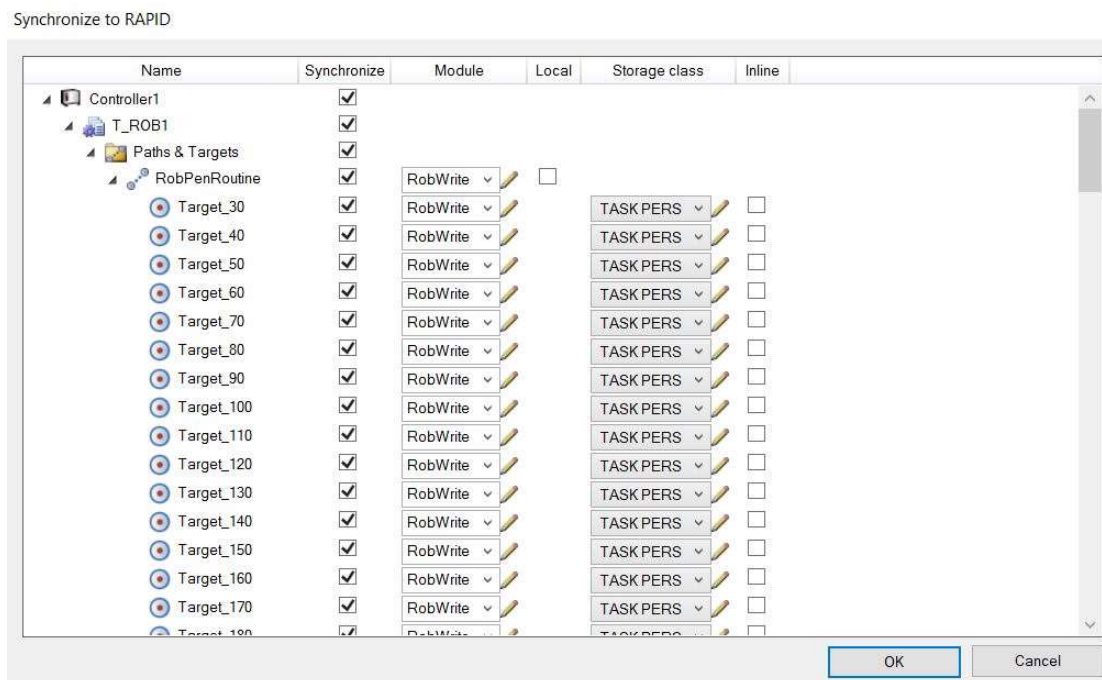 Synchronize to RAPID
Name Synchronize Module Local Storage class Inline
Controller1
T_ROB1
Paths & Targets
RobPenRoutine RobWrite
Target_30 RobWrite TASK PERS
Target_40 RobWrite TASK PERS
Target_50 RobWrite TASK PERS
Target_60 RobWrite TASK PERS
Target_70 RobWrite TASK PERS
Target_80 RobWrite TASK PERS
Target_90 RobWrite TASK PERS
Target_100 RobWrite TASK PERS
Target_110 RobWrite TASK PERS
Target_120 RobWrite TASK PERS
Target_130 RobWrite TASK PERS
Target_140 RobWrite TASK PERS
Target_150 RobWrite TASK PERS
Target_160 RobWrite TASK PERS
Target_170 RobWrite TASK PERS
Target_180 RobWrite TASK PERS
OK Cancel